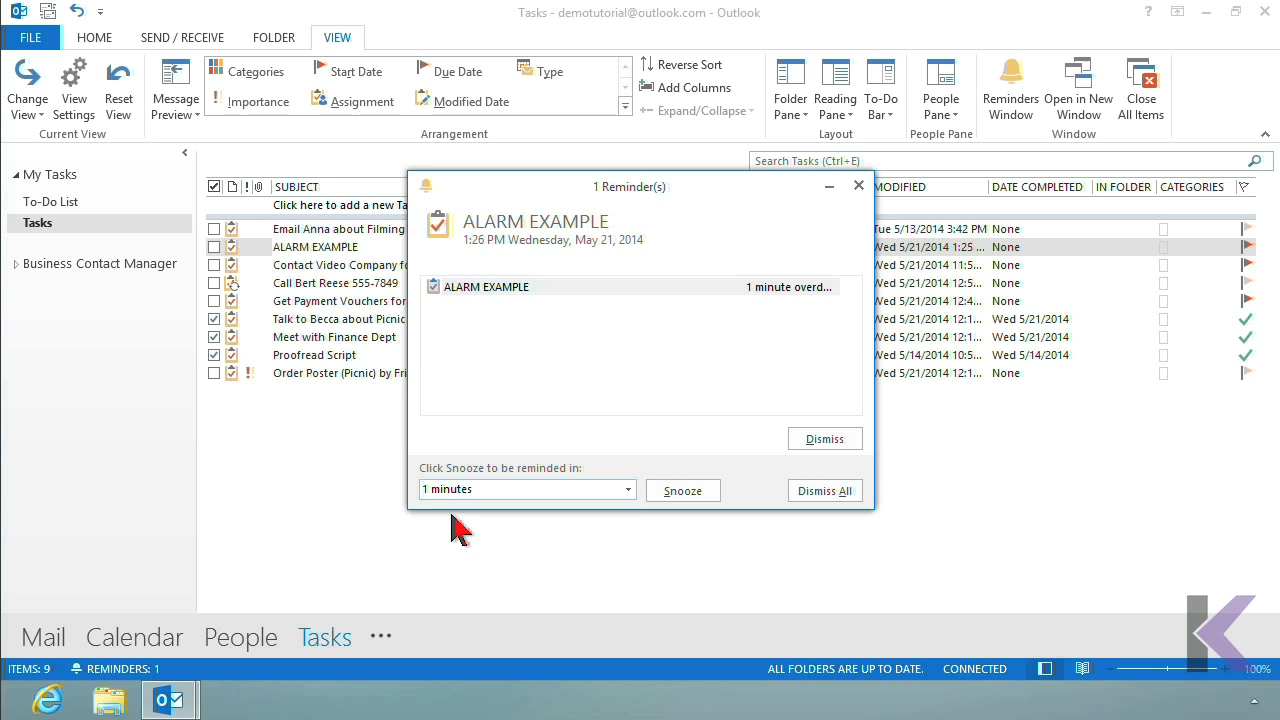 Tasks - demotutorial@outlook.com - Outlook
FILE HOME SEND / RECEIVE FOLDER VIEW
Change View
View Settings
Reset View
Current View
Message Preview
Categories
Start Date
Due Date
Type
Importance
Assignment
Modified Date
Arrangement
Reverse Sort
Add Columns
Expand/Collapse
Folder Pane
Reading Pane
To-Do Bar
Layout
People Pane
People Pane
Reminders Window
Open in New Window
Close All Items
Window
My Tasks
To-Do List
Tasks
Business Contact Manager
Search Tasks (Ctrl+E)
! SUBJECT MODIFIED DATE COMPLETED IN FOLDER CATEGORIES
Click here to add a new Ta
Email Anna about Filming Tue 5/13/2014 3:42 PM None
ALARM EXAMPLE Wed 5/21/2014 1:25 ... None
Contact Video Company fo Wed 5/21/2014 11:5... None
Call Bert Reese 555-7849 Wed 5/21/2014 12:5... None
Get Payment Vouchers for Wed 5/21/2014 12:4... None
Talk to Becca about Picnic Wed 5/21/2014 12:1... Wed 5/21/2014
Meet with Finance Dept Wed 5/21/2014 12:1... Wed 5/21/2014
Proofread Script Wed 5/14/2014 10:5... Wed 5/14/2014
! Order Poster (Picnic) by Fri Wed 5/21/2014 12:1... None
1 Reminder(s)
ALARM EXAMPLE
1:26 PM Wednesday, May 21, 2014
ALARM EXAMPLE 1 minute overd...
Dismiss
Click Snooze to be reminded in:
1 minutes Snooze Dismiss All
Mail Calendar People Tasks •••
ITEMS: 9 REMINDERS: 1 ALL FOLDERS ARE UP TO DATE. CONNECTED 100%